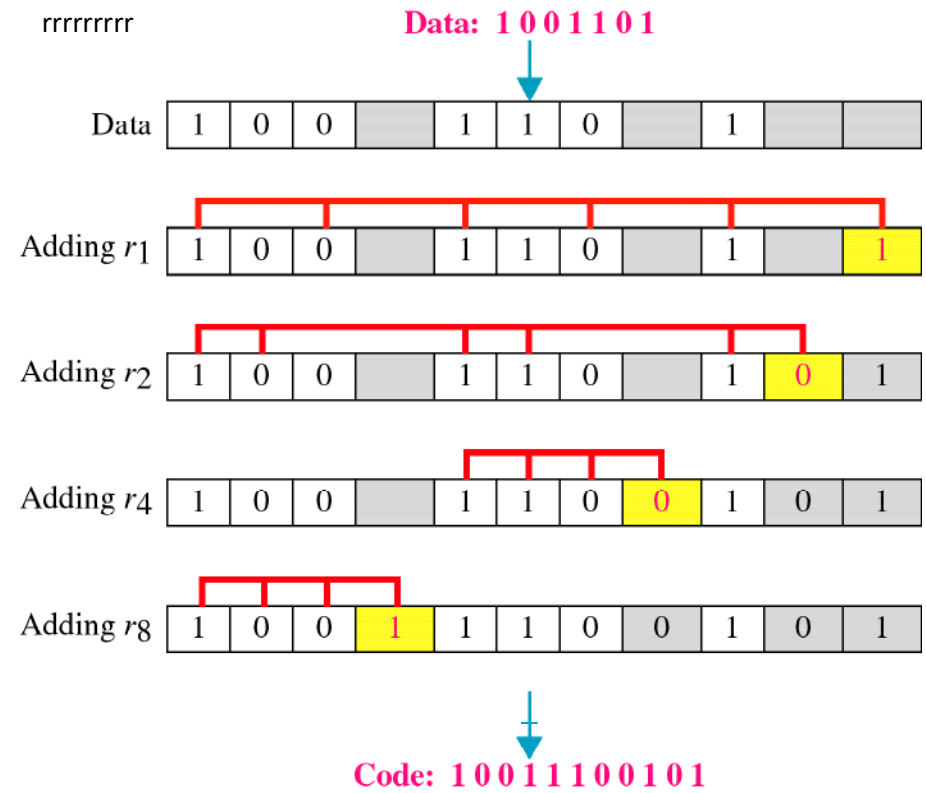 rrrrrrrrr
Data: 1 0 0 1 1 0 1
Data 1 0 0 1 1 0 1
Adding r1 1 0 0 1 1 0 1 1
Adding r2 1 0 0 1 1 0 1 0 1
Adding r4 1 0 0 1 1 0 0 1 0 1
Adding r8 1 0 0 1 1 1 0 0 1 0 1
Code: 1 0 0 1 1 1 0 0 1 0 1